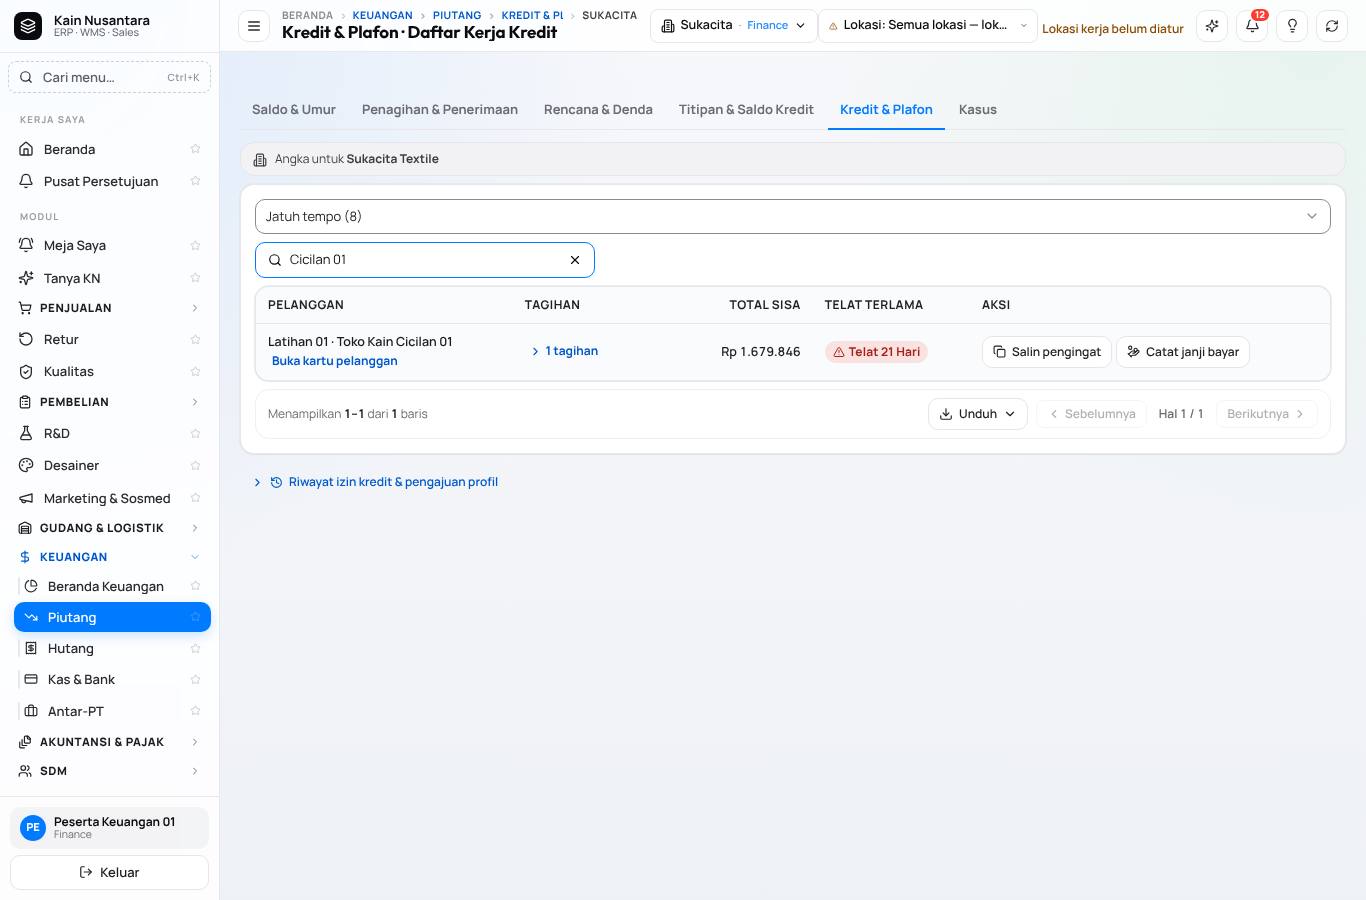 Kain Nusantara
ERP · WMS · Sales
Cari menu... Ctrl+K
KERJA SAYA
Beranda
Pusat Persetujuan
MODUL
Meja Saya
Tanya KN
PENJUALAN
Retur
Kualitas
PEMBELIAN
R&D
Desainer
Marketing & Sosmed
GUDANG & LOGISTIK
KEUANGAN
Beranda Keuangan
Piutang
Hutang
Kas & Bank
Antar-PT
AKUNTANSI & PAJAK
SDM
PE Peserta Keuangan 01
Finance
Keluar
BERANDA › KEUANGAN › PIUTANG › KREDIT & PL › SUKACITA
Kredit & Plafon · Daftar Kerja Kredit
Sukacita · Finance
Lokasi: Semua lokasi — lok...
Lokasi kerja belum diatur
12
Saldo & Umur Penagihan & Penerimaan Rencana & Denda Titipan & Saldo Kredit Kredit & Plafon Kasus
Angka untuk Sukacita Textile
Jatuh tempo (8)
Cicilan 01
PELANGGAN TAGIHAN TOTAL SISA TELAT TERLAMA AKSI
Latihan 01 · Toko Kain Cicilan 01
Buka kartu pelanggan
1 tagihan
Rp 1.679.846
Telat 21 Hari
Salin pengingat
Catat janji bayar
Menampilkan 1–1 dari 1 baris
Unduh
Sebelumnya
Hal 1 / 1
Berikutnya
Riwayat izin kredit & pengajuan profil